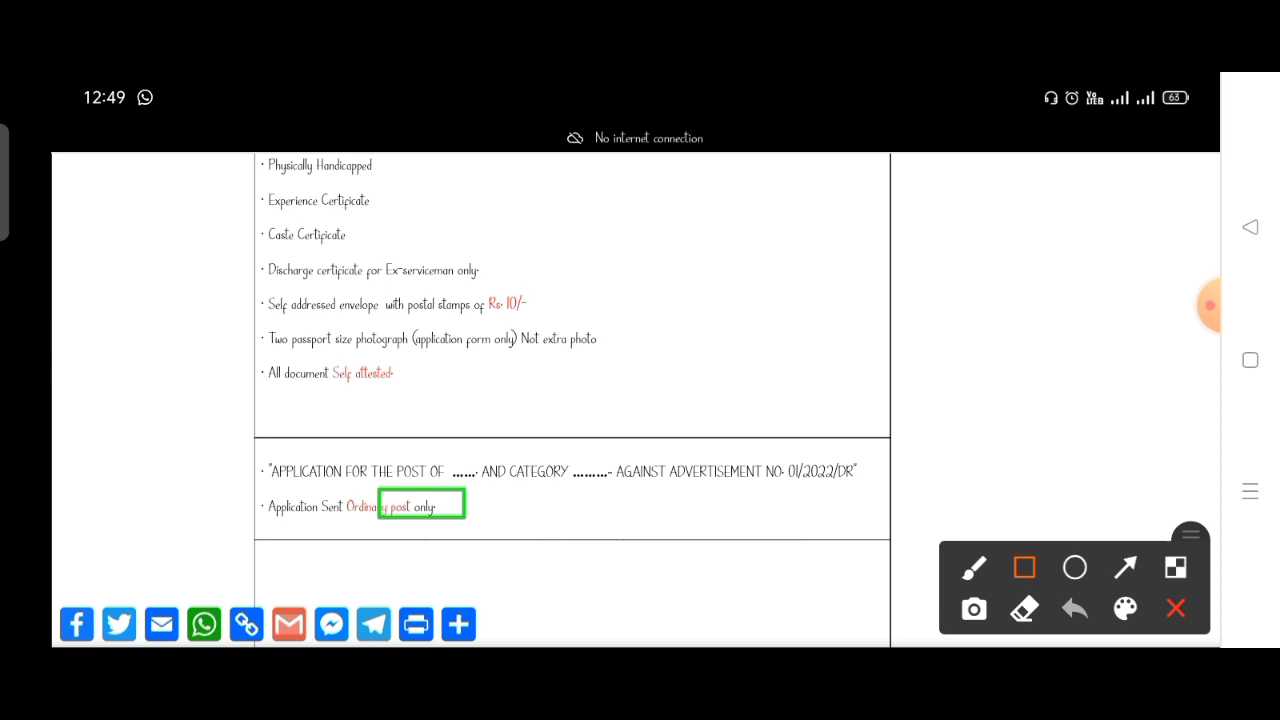 12:49
Vo LTE2
63
No internet connection
· Physically Handicapped
· Experience Certificate
· Caste Certificate
· Discharge certificate for Ex-serviceman only.
· Self addressed envelope with postal stamps of Rs. 10/-
· Two passport size photograph (application form only) Not extra photo
· All document Self attested.
· "APPLICATION FOR THE POST OF ……. AND CATEGORY ………- AGAINST ADVERTISEMENT NO. 01/2022/DR"
· Application Sent Ordinary post only.